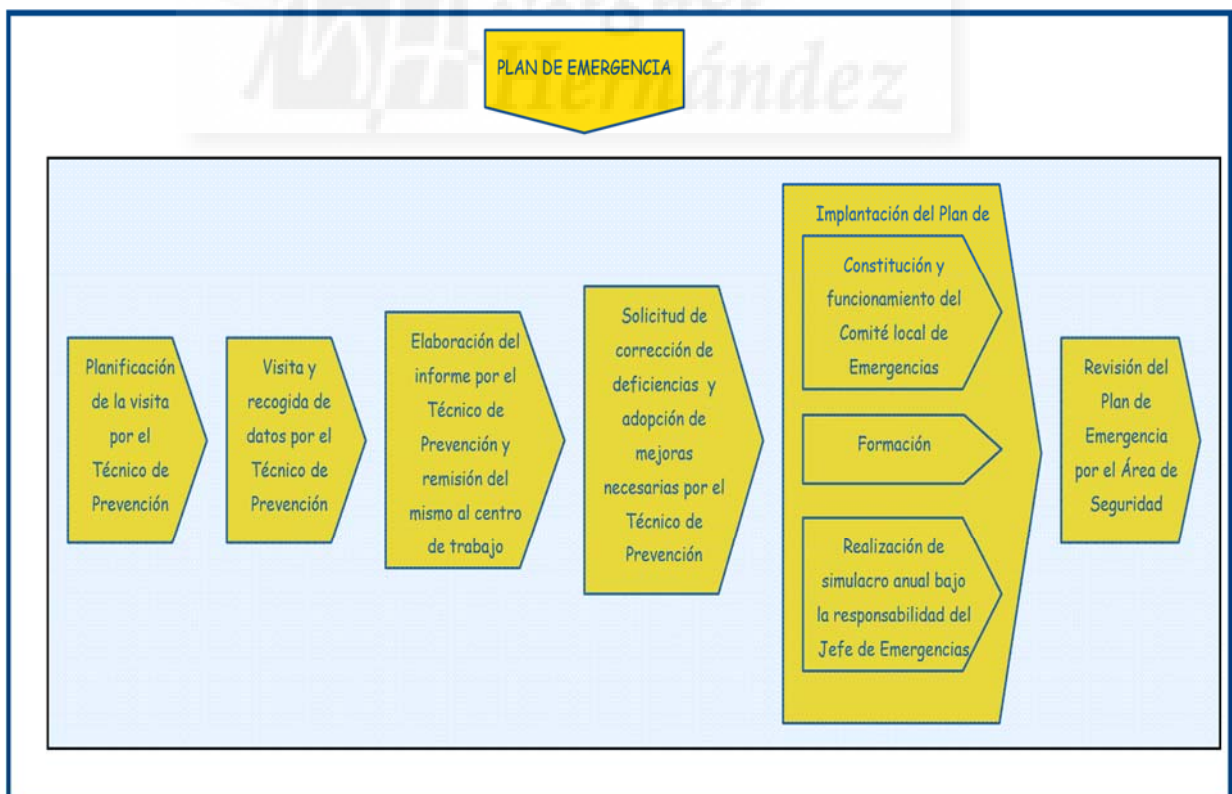 Hernández
PLAN DE EMERGENCIA
Planificación
de la visita
por el
Técnico de
Prevención
Visita y
recogida de
datos por el
Técnico de
Prevención
Elaboración del
informe por el
Técnico de
Prevención y
remisión del
mismo al centro
de trabajo
Solicitud de
corrección de
deficiencias y
adopción de
mejoras
necesarias por el
Técnico de
Prevención
Implantación del Plan de
Constitución y
funcionamiento del
Comité local de
Emergencias
Formación
Realización de
simulacro anual bajo
la responsabilidad del
Jefe de Emergencias
Revisión del
Plan de
Emergencia
por el Área de
Seguridad